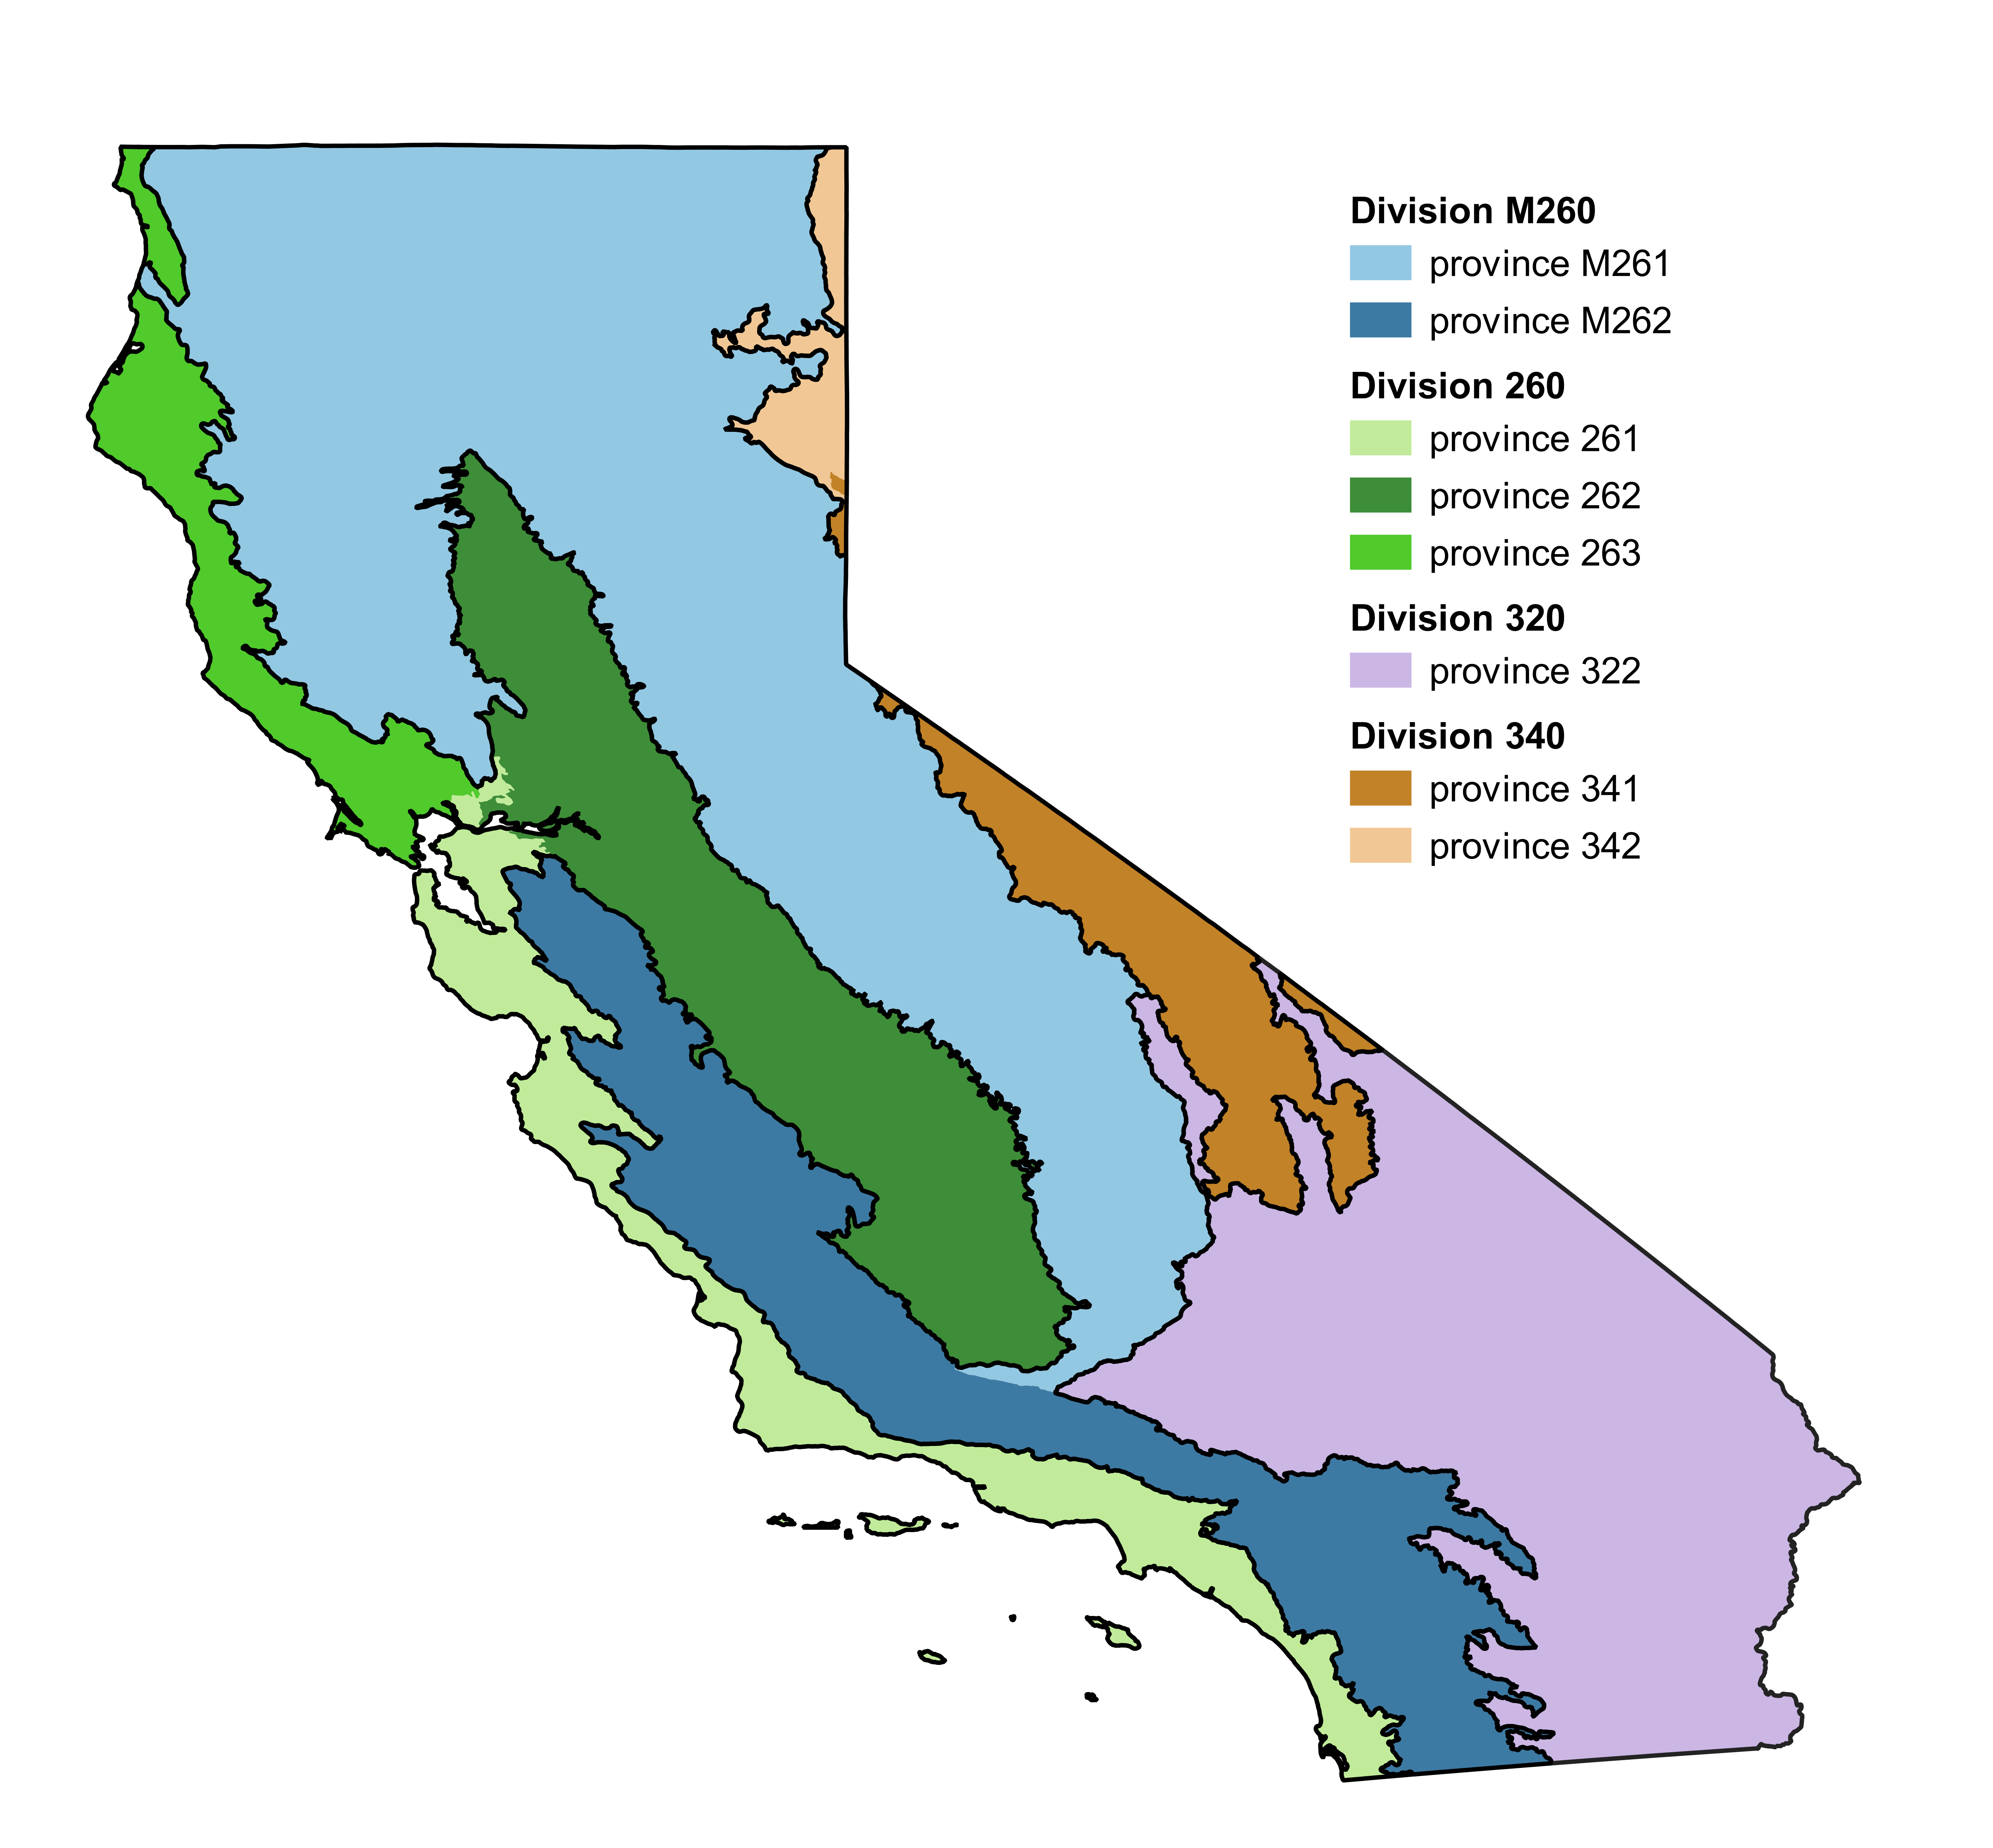 Division M260
province M261
province M262
Division 260
province 261
province 262
province 263
Division 320
province 322
Division 340
province 341
province 342